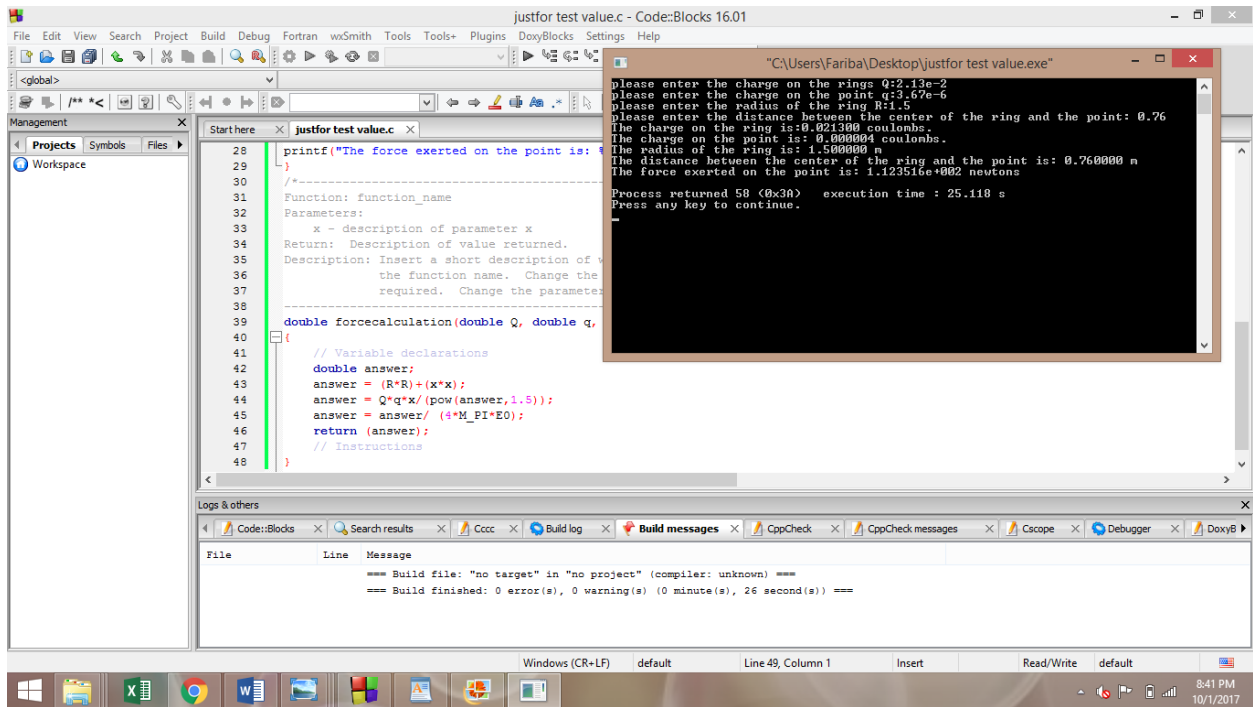 justfor test value.c - Code::Blocks 16.01
File Edit View Search Project Build Debug Fortran wxSmith Tools Tools+ Plugins DoxyBlocks Settings Help
<global>
/** *<
Management
Projects Symbols Files
Workspace
Start here justfor test value.c
28 printf("The force exerted on the point is: %
29 }
30 /*------------------------------------------
31 Function: function_name
32 Parameters:
33 x - description of parameter x
34 Return: Description of value returned.
35 Description: Insert a short description of w
36 the function name. Change the
37 required. Change the parameter
38 --------------------------------------------
39 double forcecalculation(double Q, double q,
40 {
41 // Variable declarations
42 double answer;
43 answer = (R*R)+(x*x);
44 answer = Q*q*x/(pow(answer,1.5));
45 answer = answer/ (4*M_PI*E0);
46 return (answer);
47 // Instructions
48 }
"C:\Users\Fariba\Desktop\justfor test value.exe"
please enter the charge on the rings Q:2.13e-2
please enter the charge on the point q:3.67e-6
please enter the radius of the ring R:1.5
please enter the distance between the center of the ring and the point: 0.76
The charge on the ring is:0.021300 coulombs.
The charge on the point is: 0.000004 coulombs.
The radius of the ring is: 1.500000 m
The distance between the center of the ring and the point is: 0.760000 m
The force exerted on the point is: 1.123516e+002 newtons
Process returned 58 (0x3A) execution time : 25.118 s
Press any key to continue.
Logs & others
Code::Blocks Search results Cccc Build log Build messages CppCheck CppCheck messages Cscope Debugger DoxyB
File Line Message
=== Build file: "no target" in "no project" (compiler: unknown) ===
=== Build finished: 0 error(s), 0 warning(s) (0 minute(s), 26 second(s)) ===
Windows (CR+LF) default Line 49, Column 1 Insert Read/Write default
8:41 PM
10/1/2017